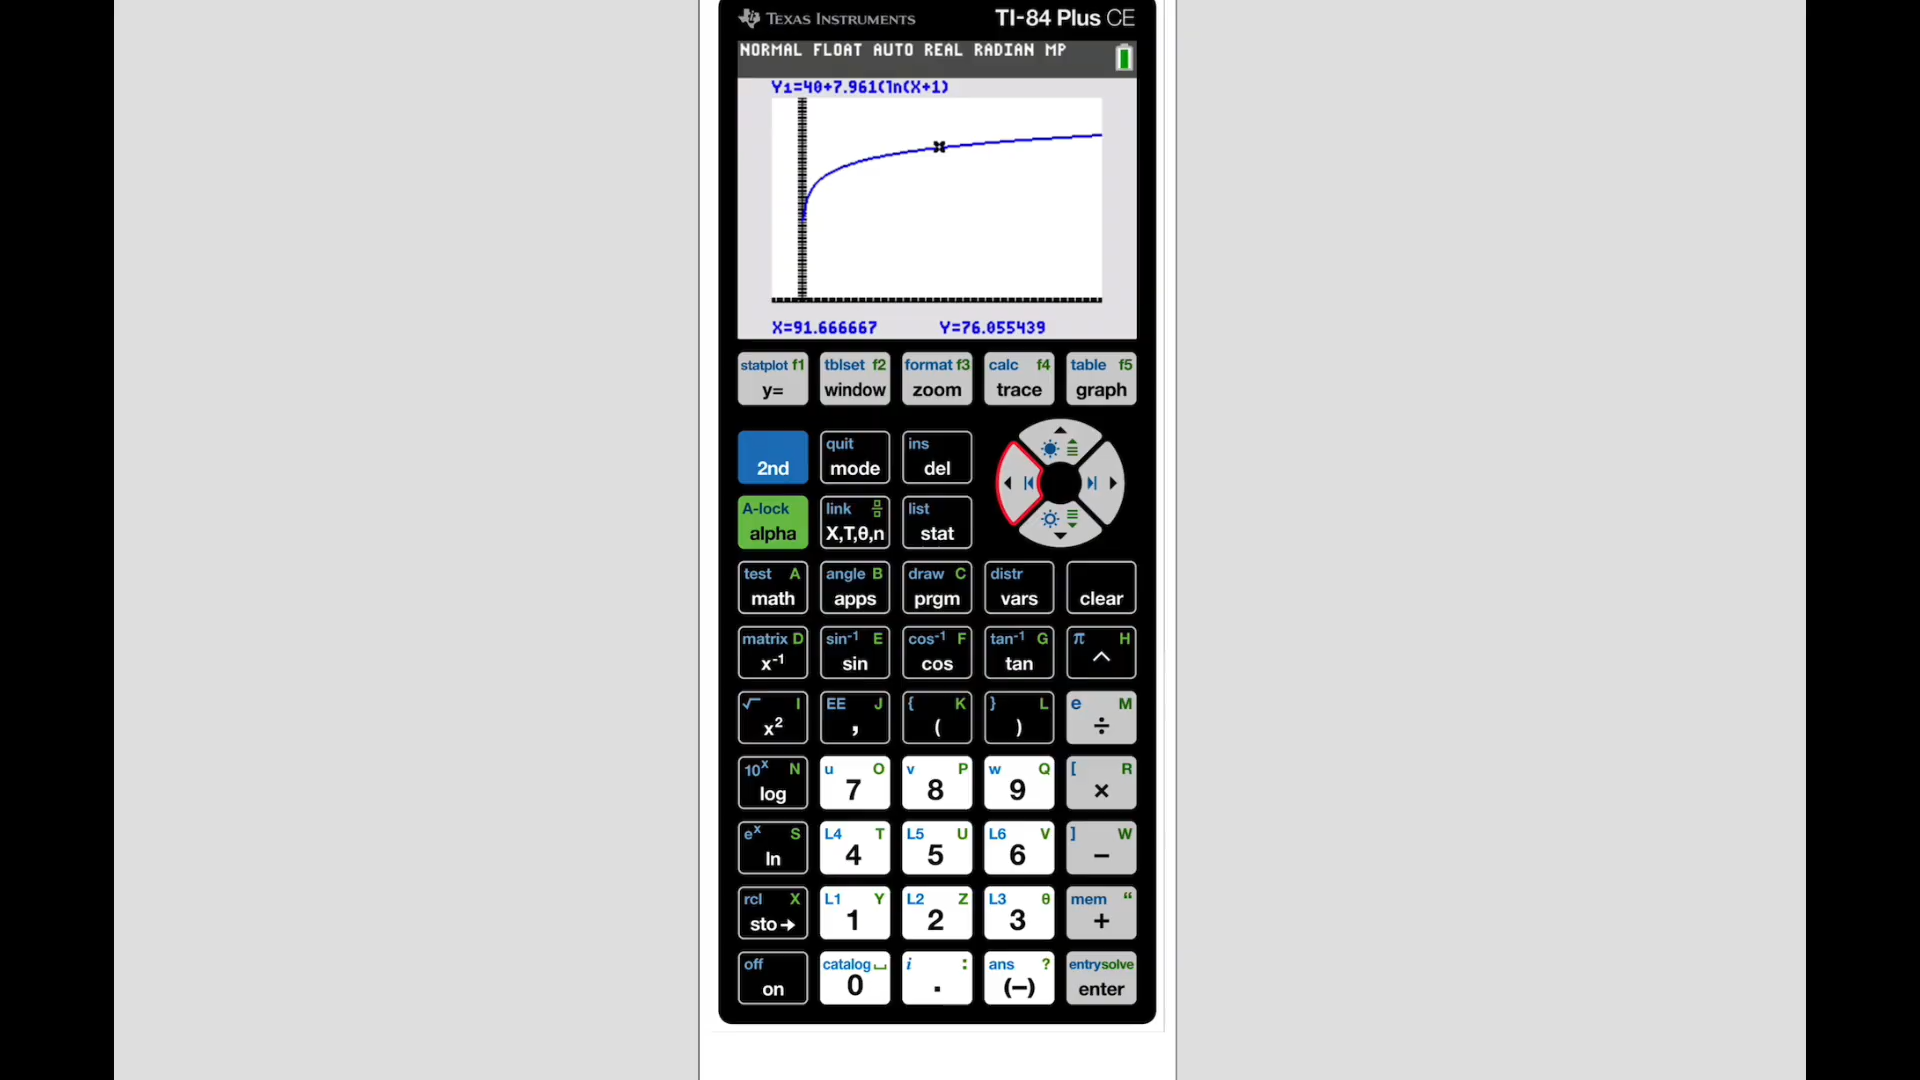 TEXAS INSTRUMENTS TI-84 Plus CE
NORMAL FLOAT AUTO REAL RADIAN MP
Y₁=40+7.961(ln(X+1)
X=91.666667 Y=76.055439
statplot f1 tblset f2 format f3 calc f4 table f5
y= window zoom trace graph
quit ins
2nd mode del
A-lock link list
alpha X,T,θ,n stat
test A angle B draw C distr
math apps prgm vars clear
matrix D sin⁻¹ E cos⁻¹ F tan⁻¹ G π H
x⁻¹ sin cos tan ^
√ I EE J { K } L e M
x² , ( ) ÷
10ˣ N u O v P w Q [ R
log 7 8 9 ×
eˣ S L4 T L5 U L6 V ] W
ln 4 5 6 −
rcl X L1 Y L2 Z L3 θ mem “
sto→ 1 2 3 +
off catalog ⎵ i : ans ? entry solve
on 0 . (−) enter